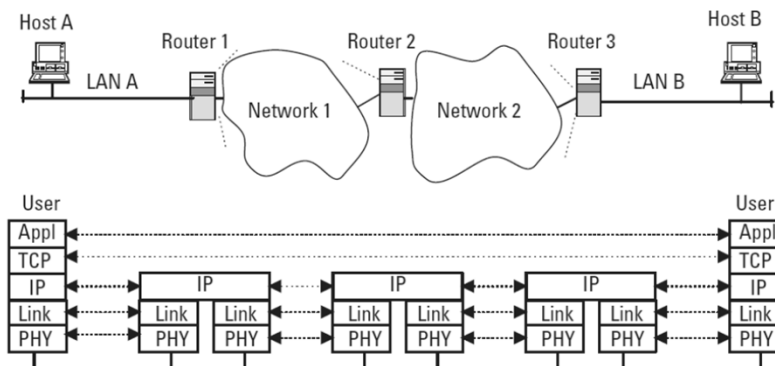 Host A
Host B
Router 1
Router 2
Router 3
LAN A
LAN B
Network 1
Network 2
User
User
Appl
Appl
TCP
TCP
IP
IP
IP
IP
IP
Link
Link
Link
Link
Link
Link
Link
Link
PHY
PHY
PHY
PHY
PHY
PHY
PHY
PHY